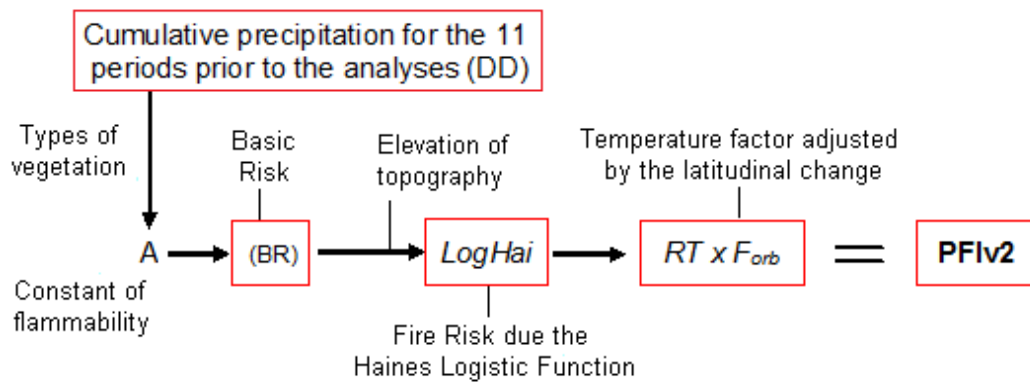 Cumulative precipitation for the 11
periods prior to the analyses (DD)
Types of
vegetation
Basic
Risk
Elevation of
topography
Temperature factor adjusted
by the latitudinal change
A
(BR)
LogHai
RT x Forb
=
PFIv2
Constant of
flammability
Fire Risk due the
Haines Logistic Function